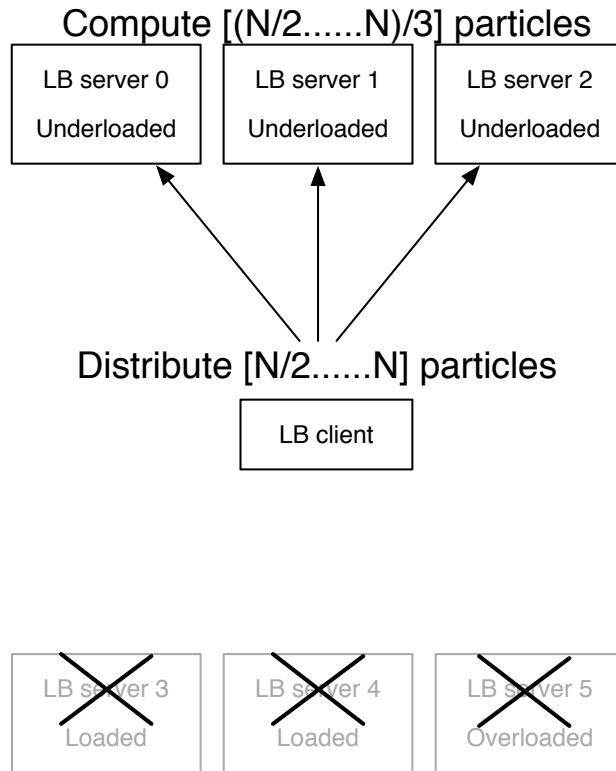 Compute [(N/2......N)/3] particles
LB server 0
Underloaded
LB server 1
Underloaded
LB server 2
Underloaded
Distribute [N/2......N] particles
LB client
LB server 3
Loaded
LB server 4
Loaded
LB server 5
Overloaded